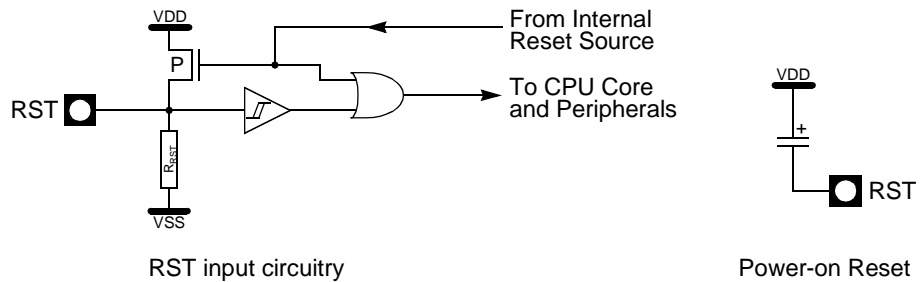 VDD
From Internal
Reset Source
P
To CPU Core
and Peripherals
RST
RRST
VSS
VDD
+
RST
RST input circuitry
Power-on Reset